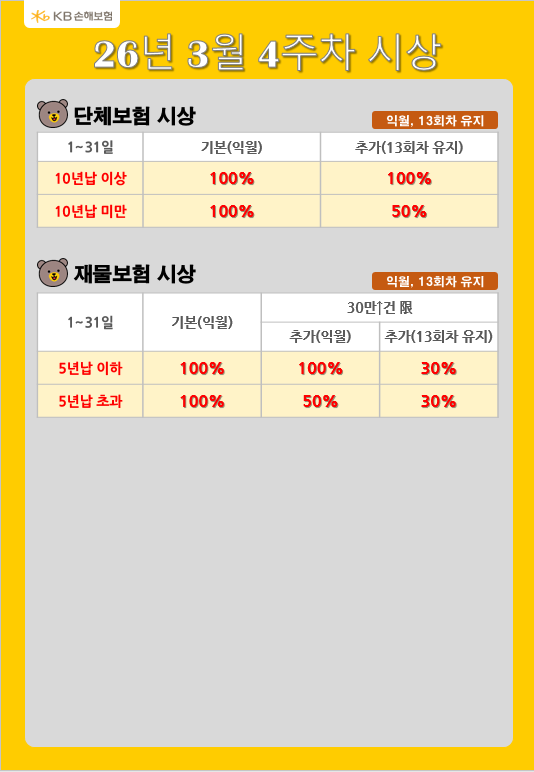 KB손해보험
26년 3월 4주차 시상
단체보험 시상
익월, 13회차 유지
1~31일 기본(익월) 추가(13회차 유지)
10년납 이상 100% 100%
10년납 미만 100% 50%
재물보험 시상
익월, 13회차 유지
1~31일 기본(익월) 30만↑건 限
추가(익월) 추가(13회차 유지)
5년납 이하 100% 100% 30%
5년납 초과 100% 50% 30%